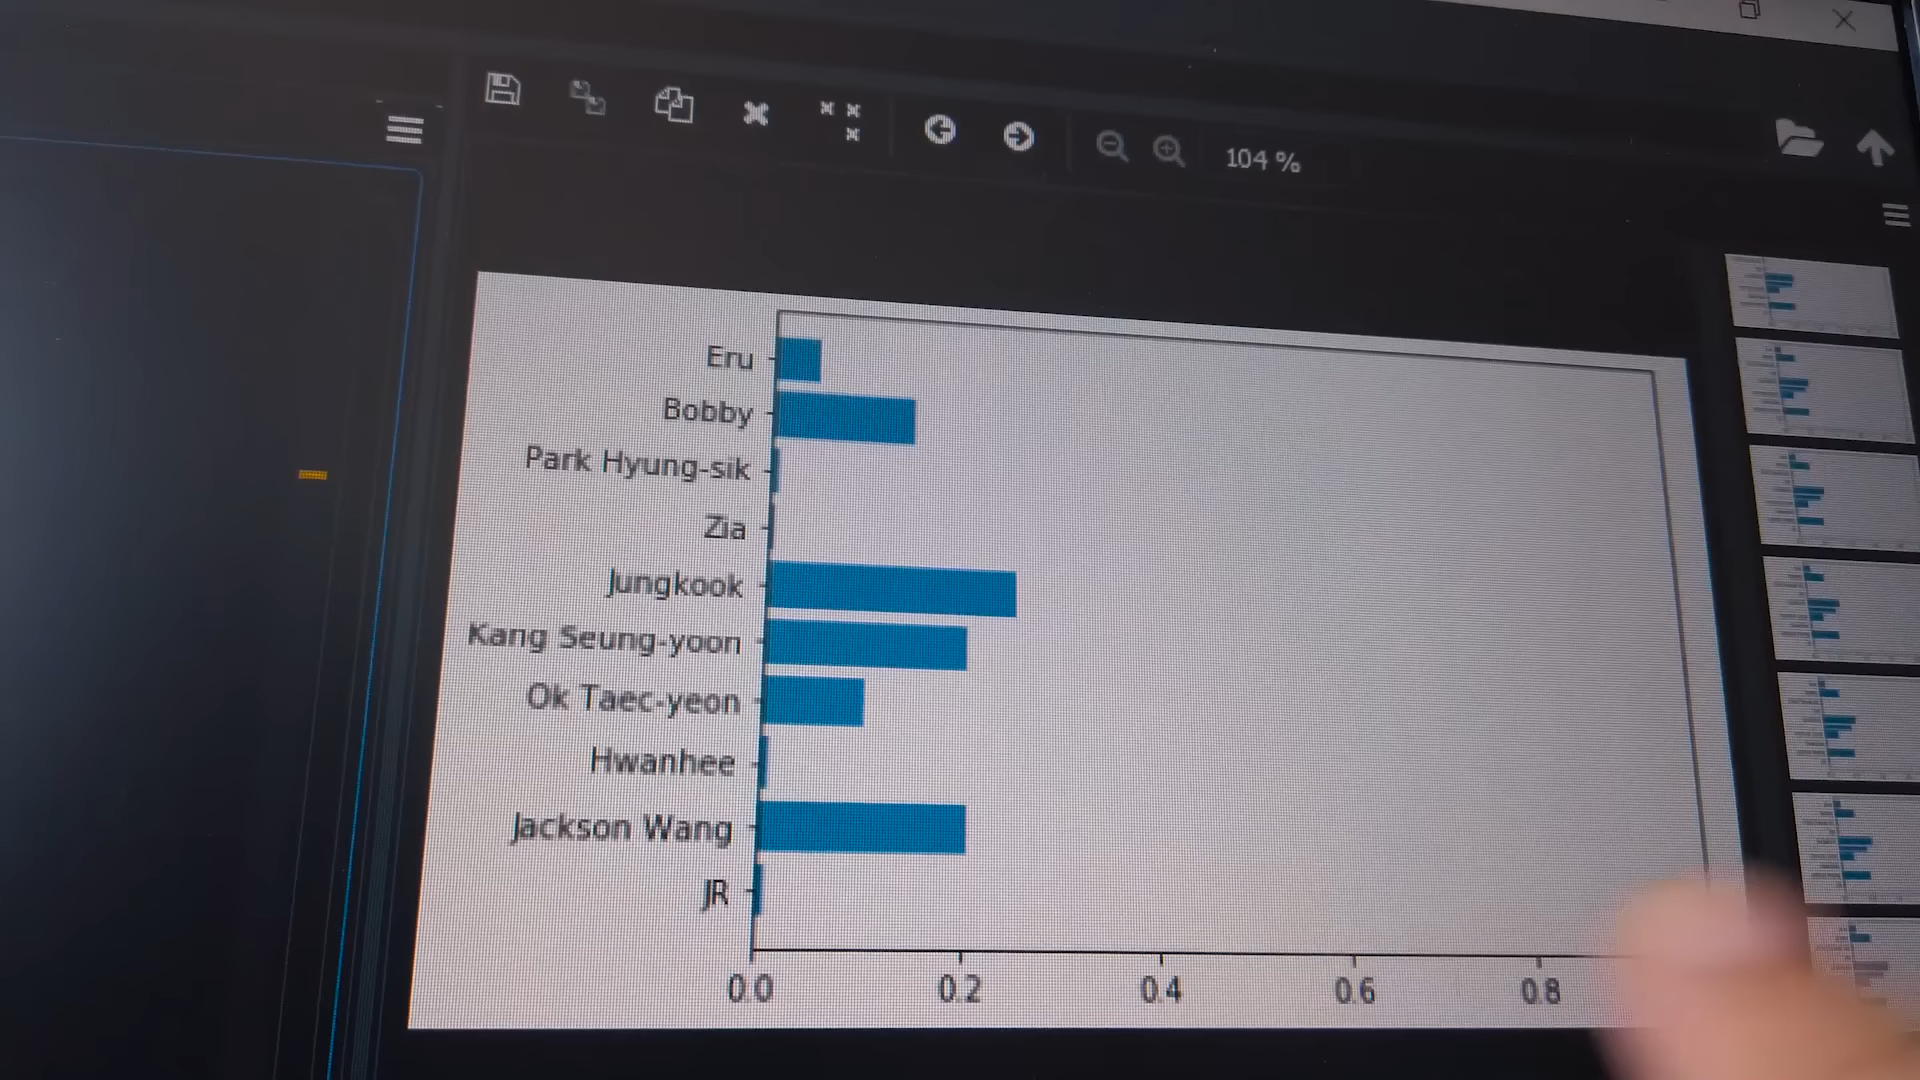 104 %
Eru
Bobby
Park Hyung-sik
Zia
Jungkook
Kang Seung-yoon
Ok Taec-yeon
Hwanhee
Jackson Wang
JR
0.0 0.2 0.4 0.6 0.8